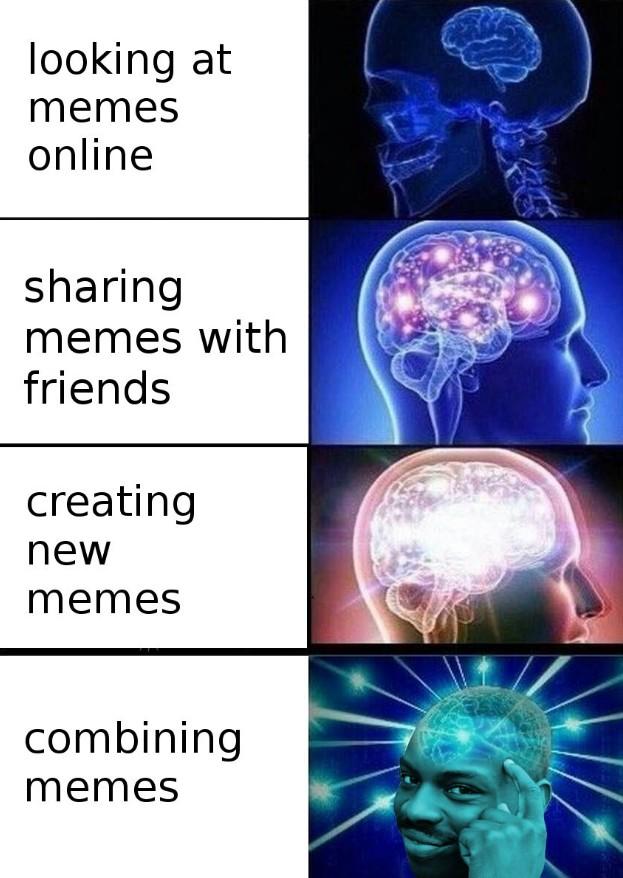 looking at
memes
online
sharing
memes with
friends
creating
new
memes
combining
memes